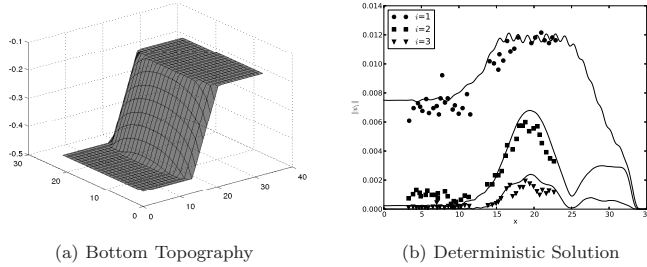 -0.1
-0.2
-0.3
-0.4
-0.5
30
20
10
0
0
10
20
30
40
(a) Bottom Topography
(b)
0.014
0.012
0.010
0.008
0.006
0.004
0.002
0.000
i=1
i=2
i=3
0 5 10 15 20 25 30 35
x
(b) Deterministic Solution